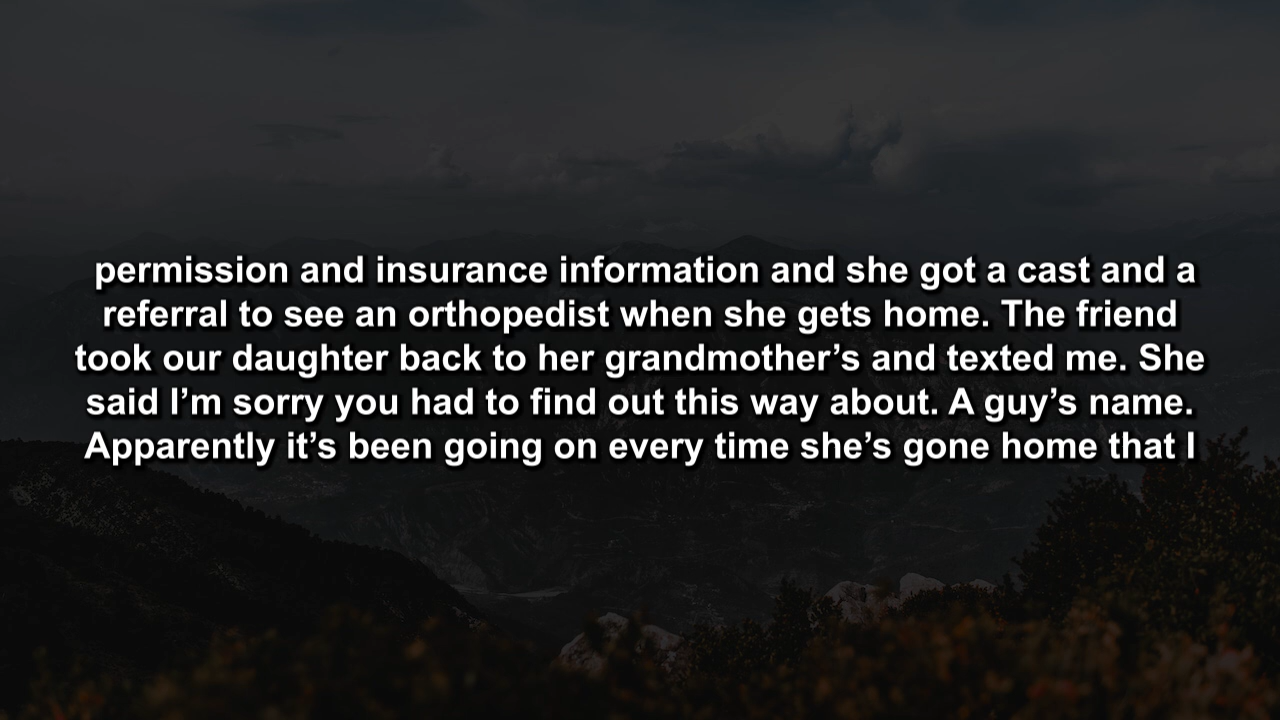 permission and insurance information and she got a cast and a
referral to see an orthopedist when she gets home. The friend
took our daughter back to her grandmother’s and texted me. She
said I’m sorry you had to find out this way about. A guy’s name.
Apparently it’s been going on every time she’s gone home that I